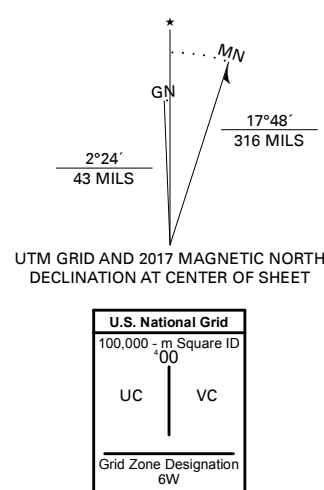 ★
MN
GN
17°48´
316 MILS
2°24´
43 MILS
UTM GRID AND 2017 MAGNETIC NORTH
DECLINATION AT CENTER OF SHEET
U.S. National Grid
100,000 - m Square ID
⁴00
UC VC
Grid Zone Designation
6W